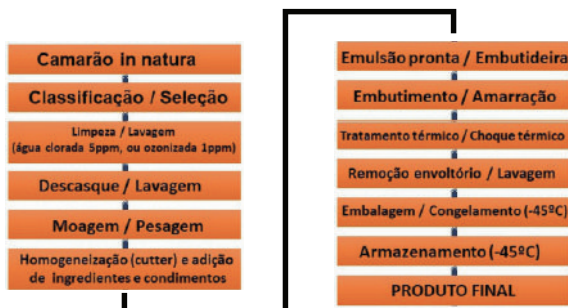 Camarão in natura
Classificação / Seleção
Limpeza / Lavagem
(água clorada 5ppm, ou ozonizada 1ppm)
Descasque / Lavagem
Moagem / Pesagem
Homogeneização (cutter) e adição
de ingredientes e condimentos
Emulsão pronta / Embutideira
Embutimento / Amarração
Tratamento térmico / Choque térmico
Remoção envoltório / Lavagem
Embalagem / Congelamento (-45ºC)
Armazenamento (-45ºC)
PRODUTO FINAL